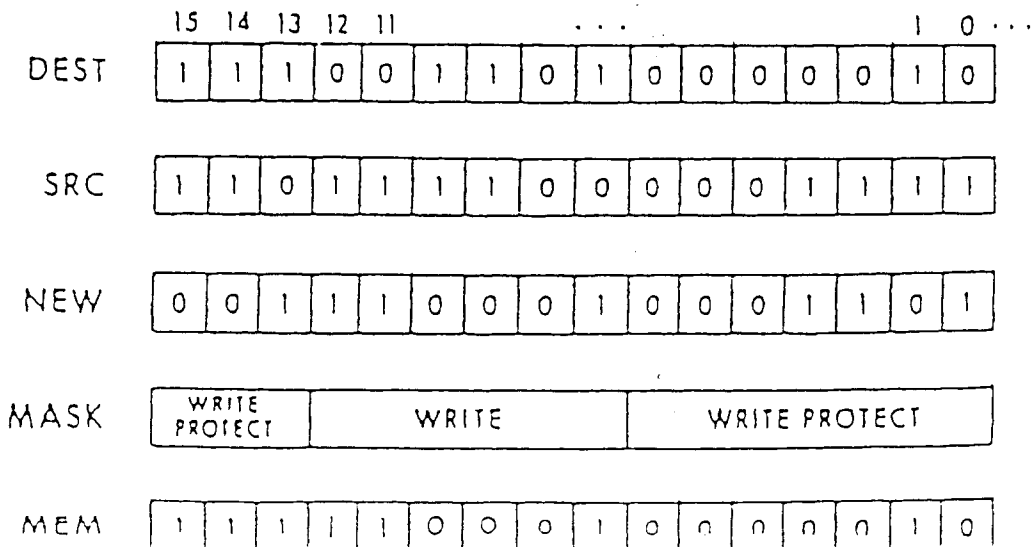 15 14 13 12 11 ... 1 0 ...
DEST 1 1 1 0 0 1 1 0 1 0 0 0 0 0 1 0
SRC 1 1 0 1 1 1 1 0 0 0 0 0 1 1 1 1
NEW 0 0 1 1 1 0 0 0 1 0 0 0 1 1 0 1
MASK WRITE PROTECT WRITE WRITE PROTECT
MEM 1 1 1 1 1 0 0 0 1 0 0 0 0 0 1 0